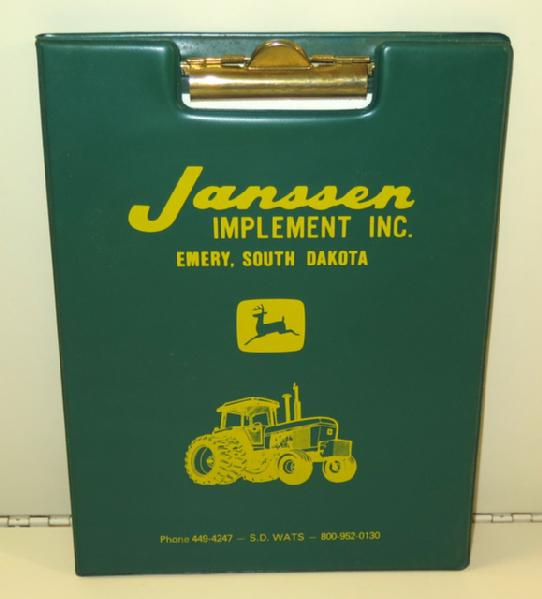 Janssen
IMPLEMENT INC.
EMERY, SOUTH DAKOTA
Phone 449-4247 — S.D. WATS — 800-952-0130